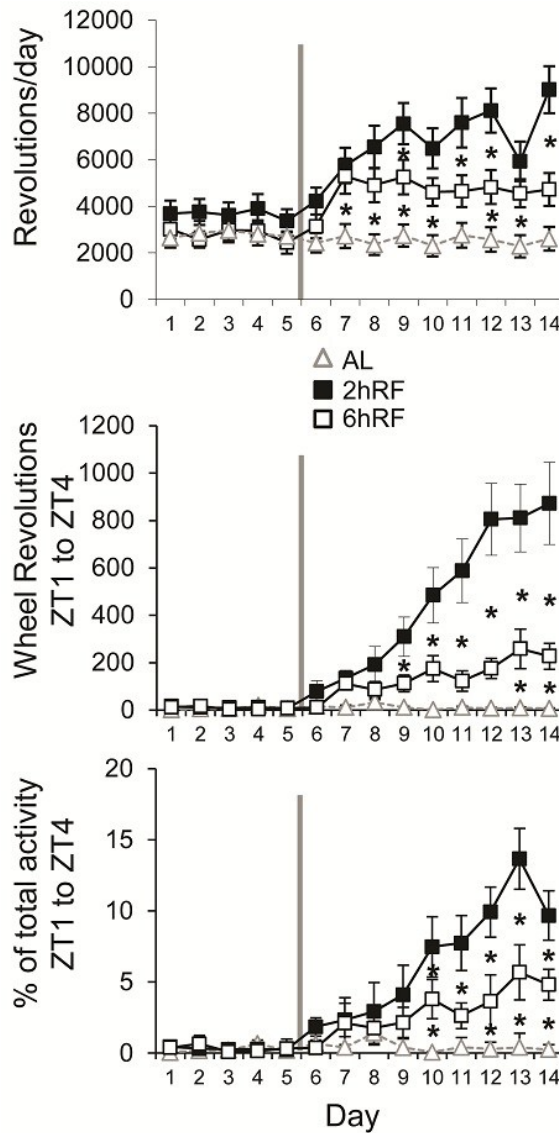 Revolutions/day
12000
10000
8000
6000
4000
2000
0
* * * *
* * * * * *
1 2 3 4 5 6 7 8 9 10 11 12 13 14
AL
2hRF
6hRF
Wheel Revolutions
ZT1 to ZT4
1200
1000
800
600
400
200
0
* * * * * *
* *
1 2 3 4 5 6 7 8 9 10 11 12 13 14
% of total activity
ZT1 to ZT4
20
15
10
5
0
* * * * *
* * * * *
1 2 3 4 5 6 7 8 9 10 11 12 13 14
Day